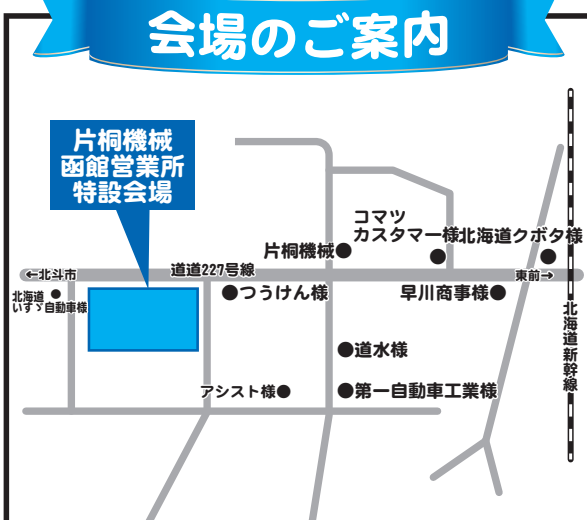 会場のご案内
片桐機械
函館営業所
特設会場
コマツ
カスタマー様
北海道クボタ様
片桐機械
←北斗市
道道227号線
東前→
北海道
いすゞ自動車様
つうけん様
早川商事様
北海道新幹線
道水様
アシスト様
第一自動車工業様